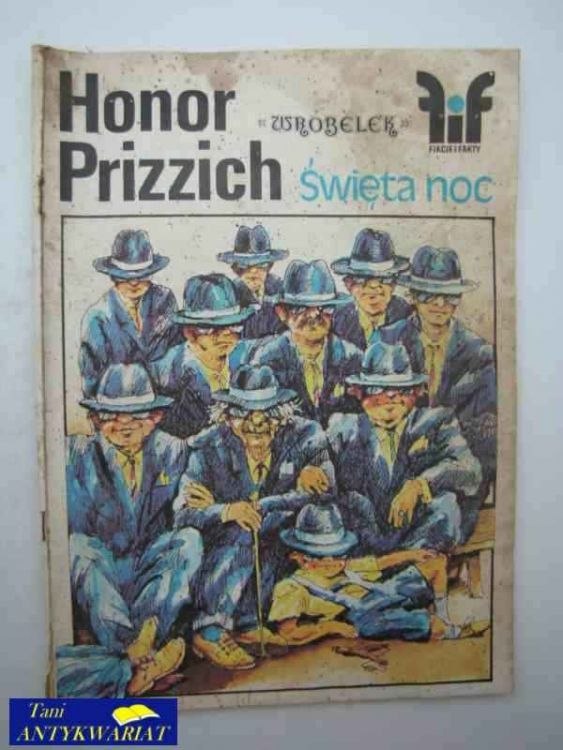 Honor
Prizzich
„WRÓBELEK”
fif
FIKCJE I FAKTY
Święta noc
Tani
ANTYKWARIAT